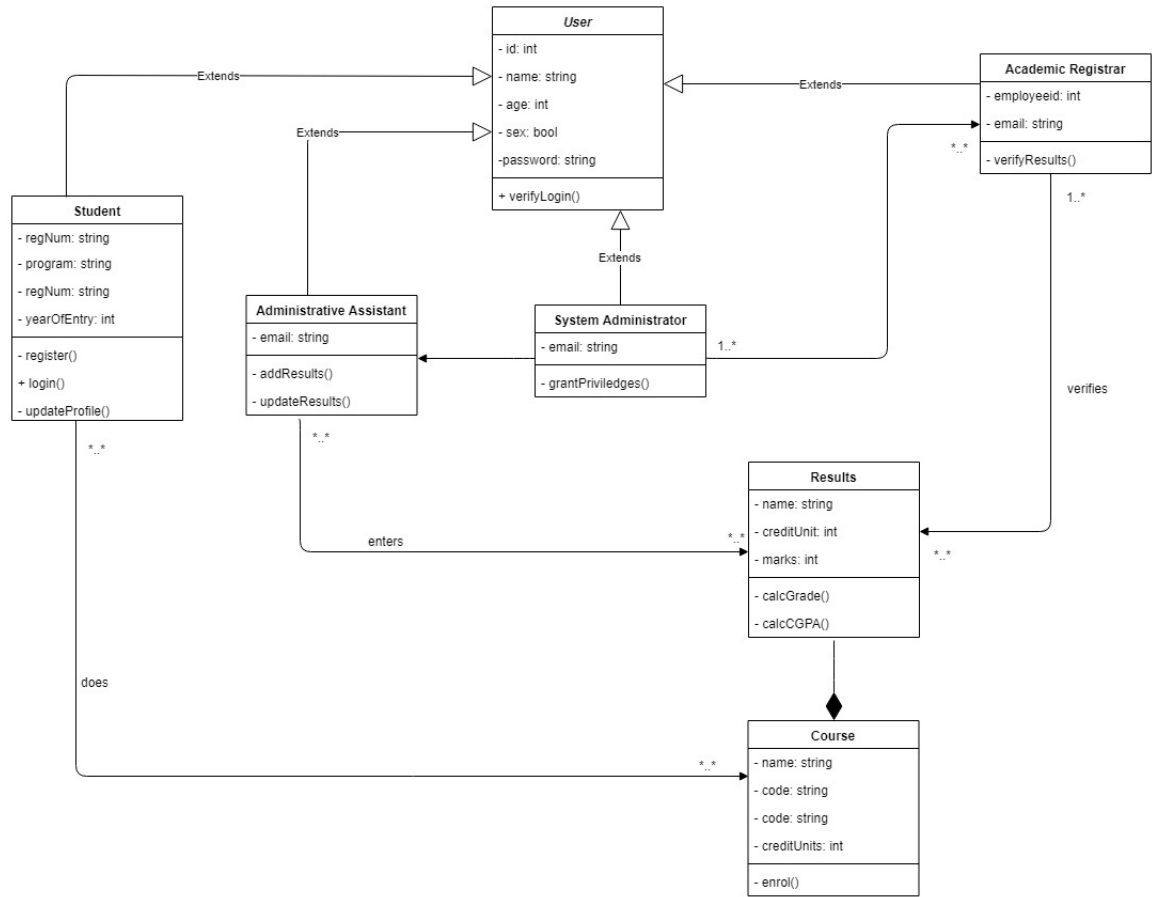 User
- id: int
- name: string
- age: int
- sex: bool
-password: string
+ verifyLogin()
Extends
Extends
Extends
Extends
Academic Registrar
- employeeid: int
- email: string
- verifyResults()
*..*
1..*
Student
- regNum: string
- program: string
- regNum: string
- yearOfEntry: int
- register()
+ login()
- updateProfile()
*..*
Administrative Assistant
- email: string
- addResults()
- updateResults()
*..*
System Administrator
- email: string
- grantPriviledges()
1..*
verifies
enters
*..*
Results
- name: string
- creditUnit: int
- marks: int
- calcGrade()
- calcCGPA()
*..*
does
*..*
Course
- name: string
- code: string
- code: string
- creditUnits: int
- enrol()